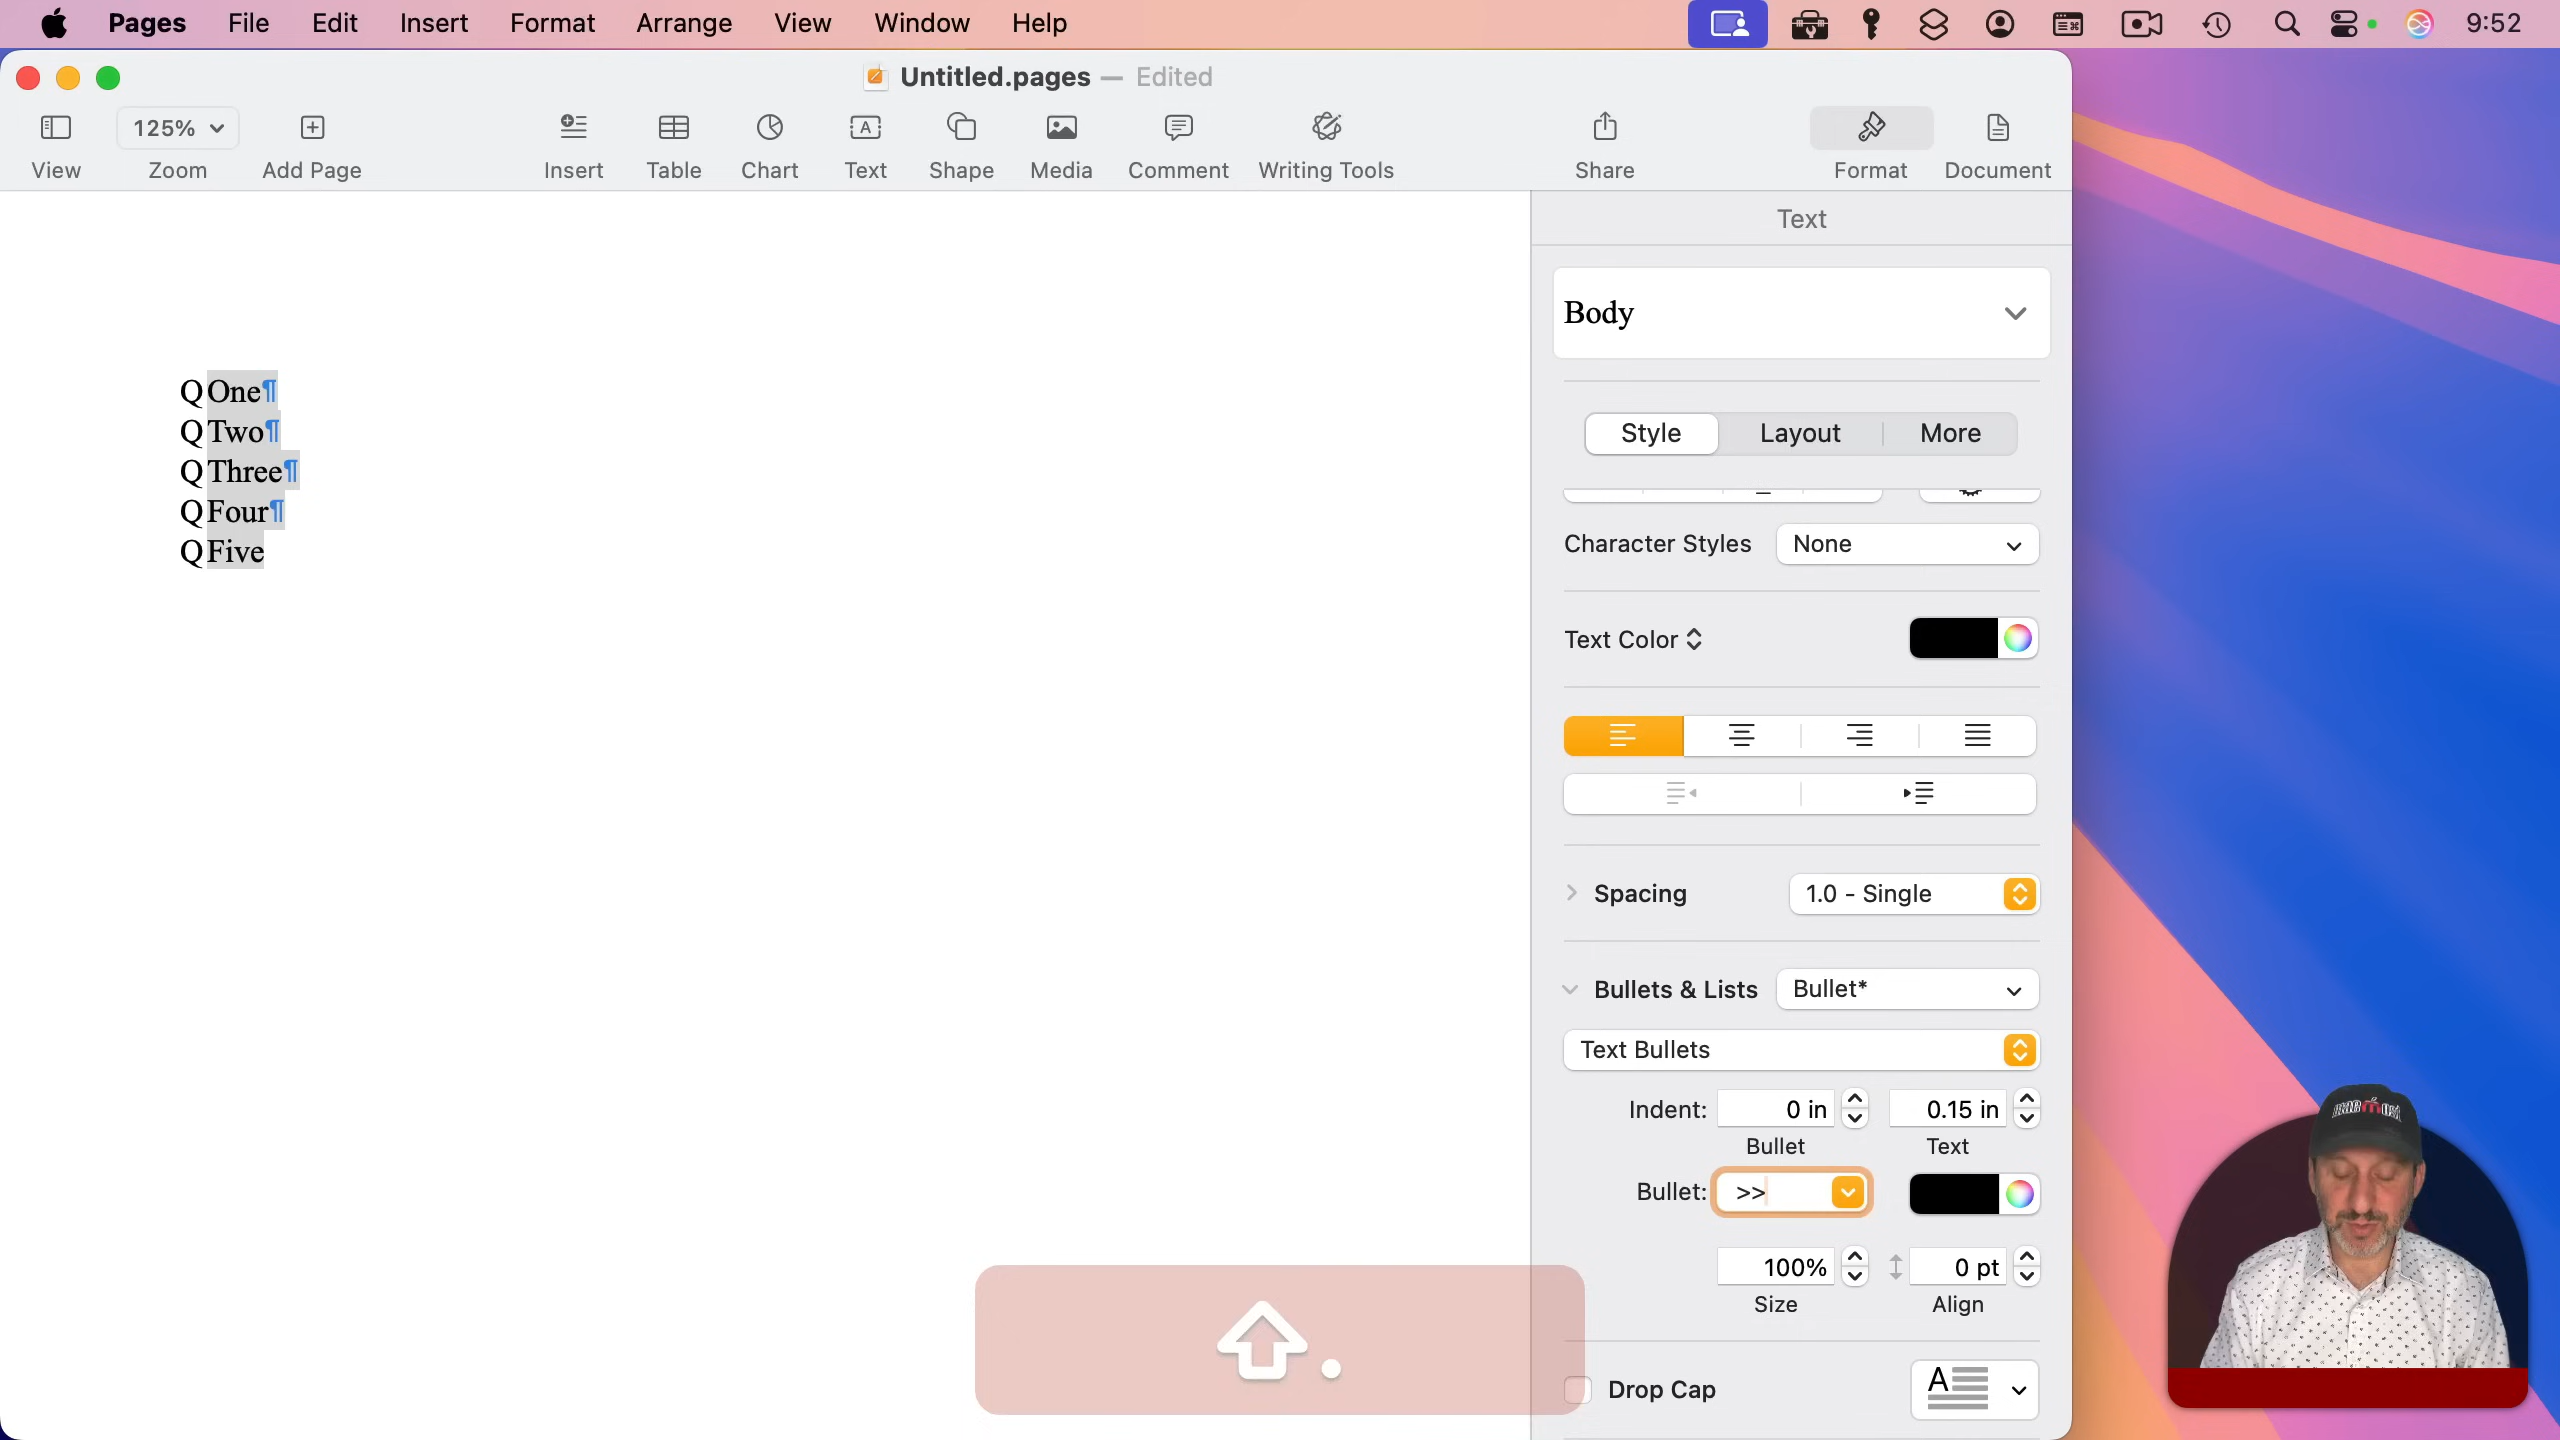 Pages File Edit Insert Format Arrange View Window Help 9:52
Untitled.pages — Edited
125%
View Zoom Add Page Insert Table Chart Text Shape Media Comment Writing Tools Share Format Document
Text
Body
Style Layout More
Character Styles None
Text Color
Spacing 1.0 - Single
Bullets & Lists Bullet*
Text Bullets
Indent: 0 in 0.15 in
Bullet Text
Bullet: >>
100% 0 pt
Size Align
Drop Cap
Q One¶
Q Two¶
Q Three¶
Q Four¶
Q Five